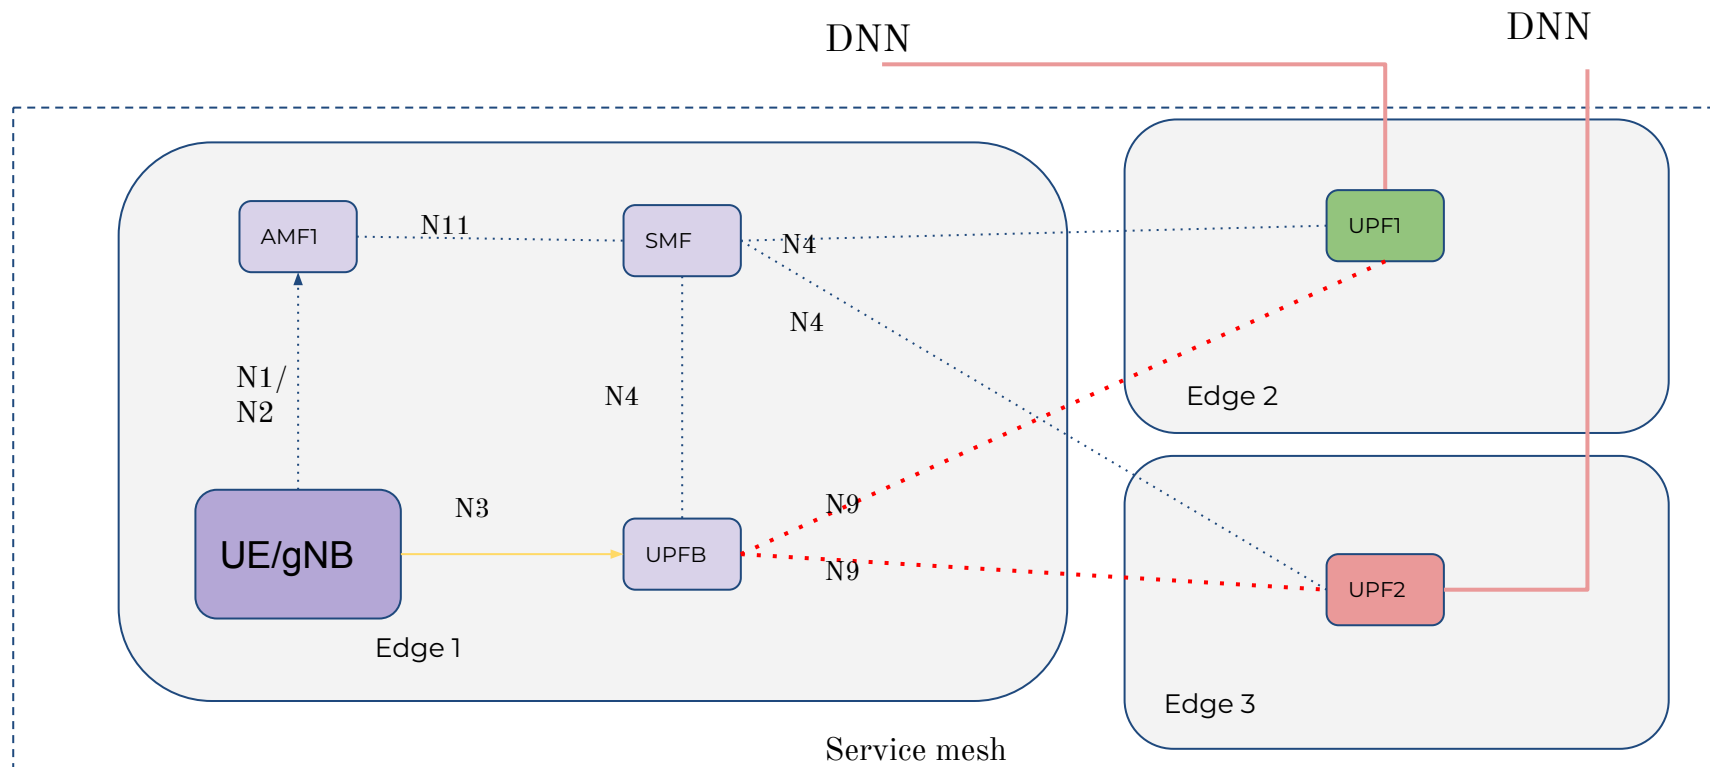 DNN
DNN
AMF1
N11
SMF
N4
UPF1
N4
N1/
N2
N4
Edge 2
N3
N9
UE/gNB
UPFB
N9
UPF2
Edge 1
Edge 3
Service mesh